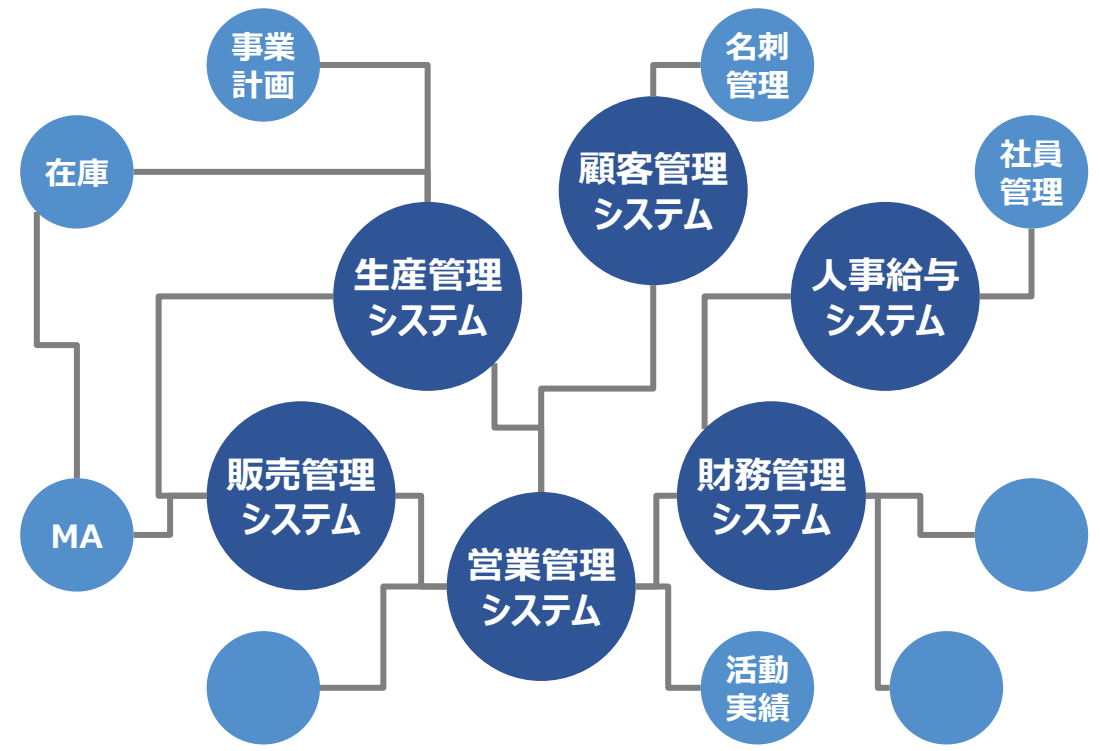 事業
計画
名刺
管理
在庫
顧客管理
システム
社員
管理
生産管理
システム
人事給与
システム
販売管理
システム
財務管理
システム
MA
営業管理
システム
活動
実績